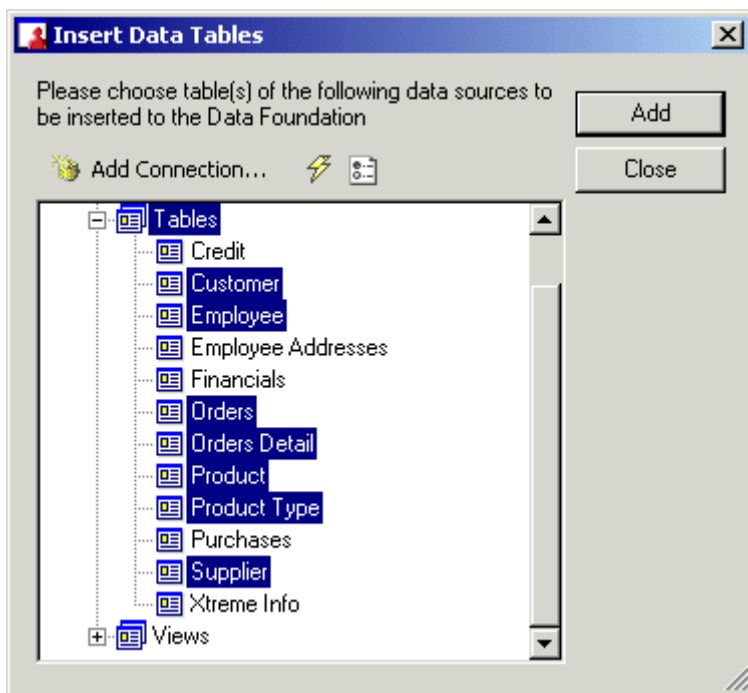 Insert Data Tables
Please choose table(s) of the following data sources to
be inserted to the Data Foundation
Add
Add Connection...
Close
Tables
Credit
Customer
Employee
Employee Addresses
Financials
Orders
Orders Detail
Product
Product Type
Purchases
Supplier
Xtreme Info
Views